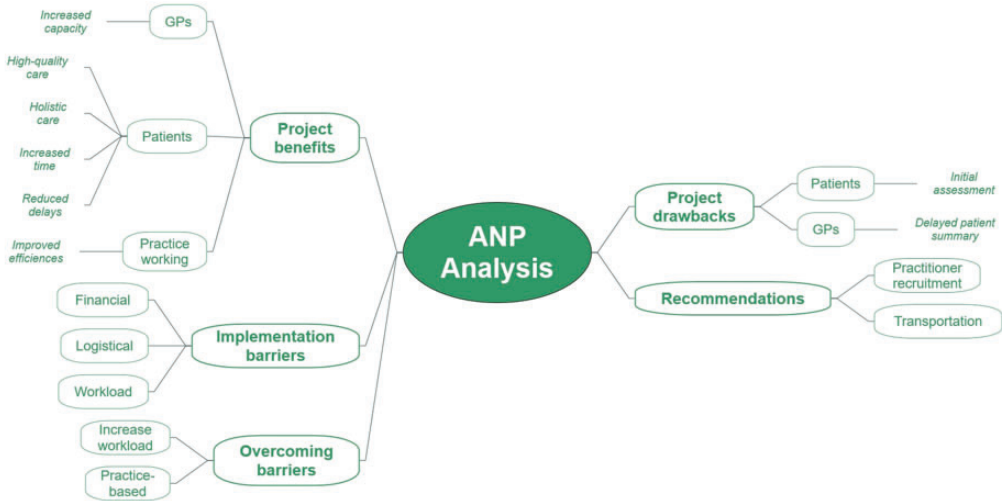 Increased
capacity
GPs
High-quality
care
Holistic
care
Increased
time
Reduced
delays
Patients
Improved
efficiences
Practice
working
Project
benefits
Financial
Logistical
Workload
Implementation
barriers
Increase
workload
Practice-
based
Overcoming
barriers
ANP
Analysis
Project
drawbacks
Patients
Initial
assessment
GPs
Delayed patient
summary
Recommendations
Practitioner
recruitment
Transportation